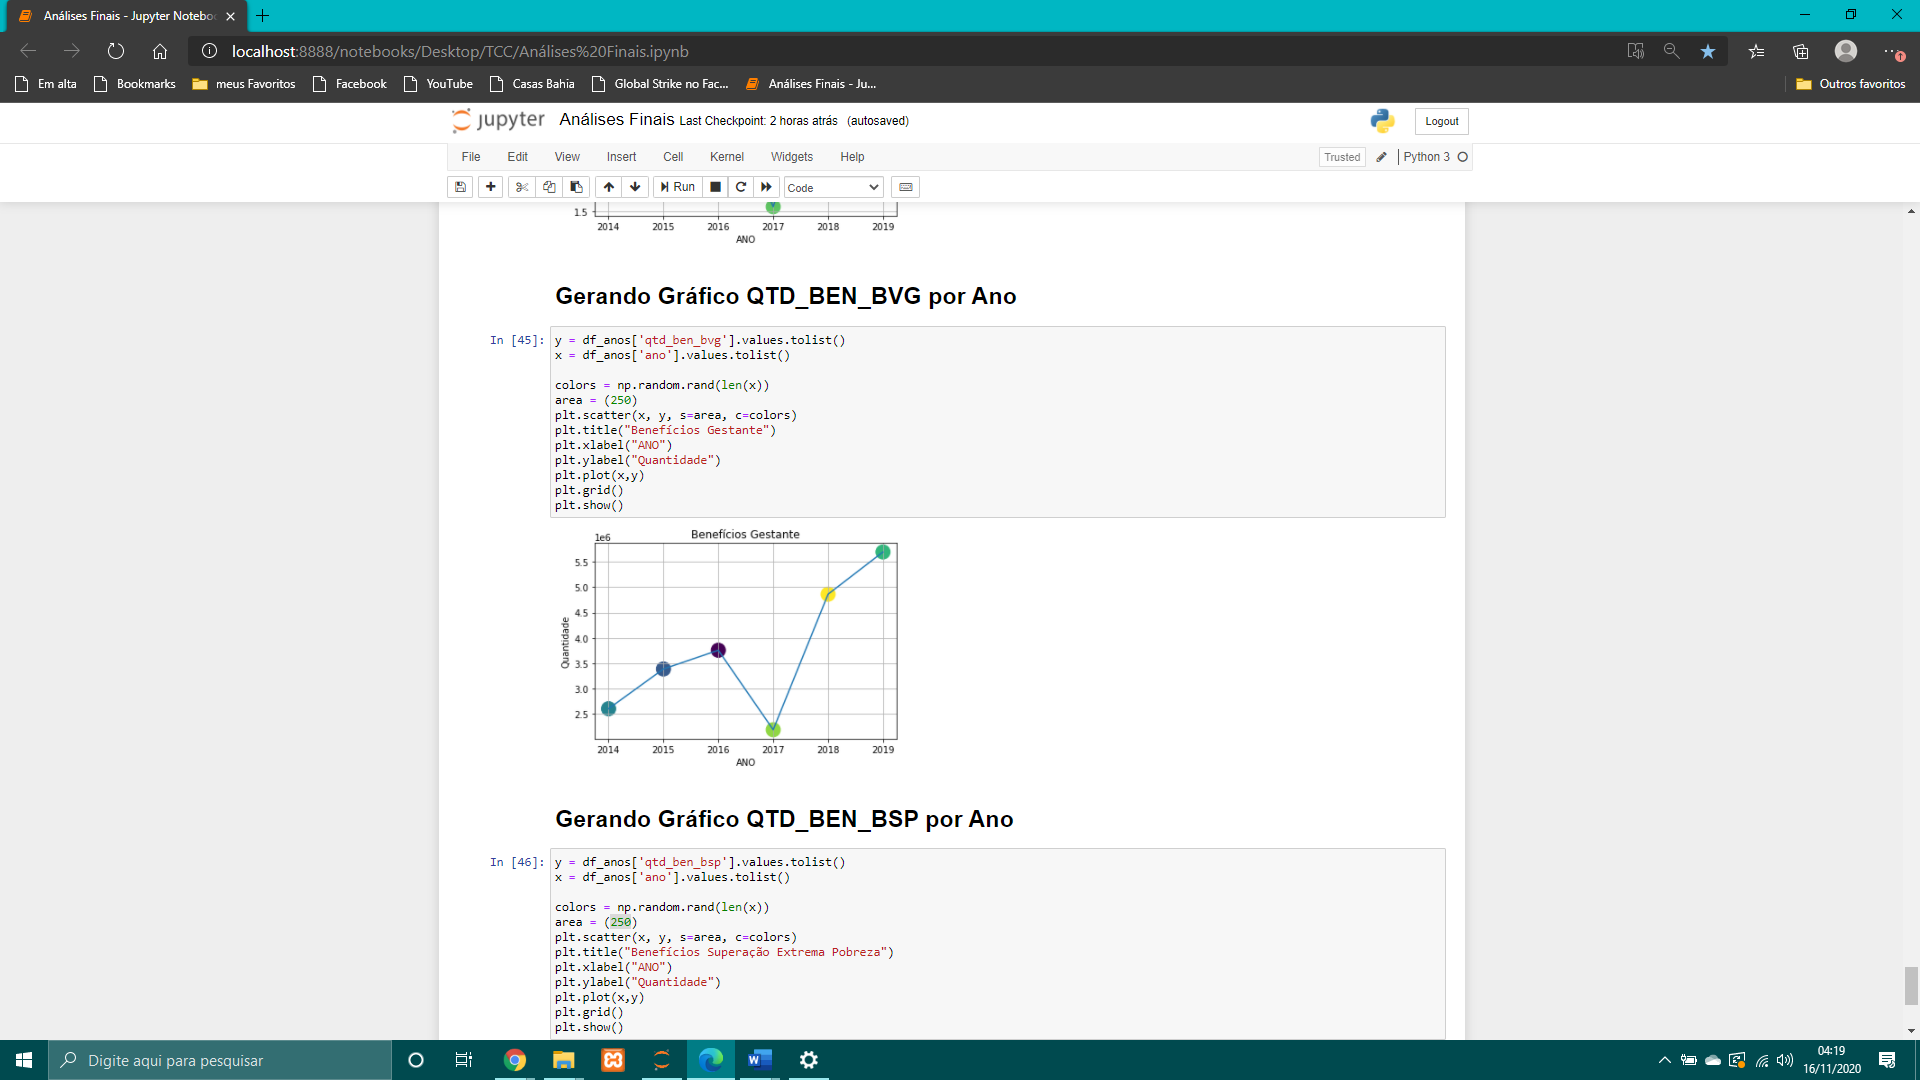 Análises Finais - Jupyter Notebo
localhost:8888/notebooks/Desktop/TCC/Análises%20Finais.ipynb
Em alta Bookmarks meus Favoritos Facebook YouTube Casas Bahia Global Strike no Fac... Análises Finais - Ju... Outros favoritos
jupyter Análises Finais Last Checkpoint: 2 horas atrás (autosaved) Logout
File Edit View Insert Cell Kernel Widgets Help Trusted Python 3
Run Code
1.5
2014 2015 2016 2017 2018 2019
ANO
Gerando Gráfico QTD_BEN_BVG por Ano
In [45]: y = df_anos['qtd_ben_bvg'].values.tolist()
x = df_anos['ano'].values.tolist()
colors = np.random.rand(len(x))
area = (250)
plt.scatter(x, y, s=area, c=colors)
plt.title("Benefícios Gestante")
plt.xlabel("ANO")
plt.ylabel("Quantidade")
plt.plot(x,y)
plt.grid()
plt.show()
Benefícios Gestante
1e6
5.5
5.0
4.5
4.0
3.5
3.0
2.5
Quantidade
2014 2015 2016 2017 2018 2019
ANO
Gerando Gráfico QTD_BEN_BSP por Ano
In [46]: y = df_anos['qtd_ben_bsp'].values.tolist()
x = df_anos['ano'].values.tolist()
colors = np.random.rand(len(x))
area = (250)
plt.scatter(x, y, s=area, c=colors)
plt.title("Benefícios Superação Extrema Pobreza")
plt.xlabel("ANO")
plt.ylabel("Quantidade")
plt.plot(x,y)
plt.grid()
plt.show()
Digite aqui para pesquisar
04:19
16/11/2020